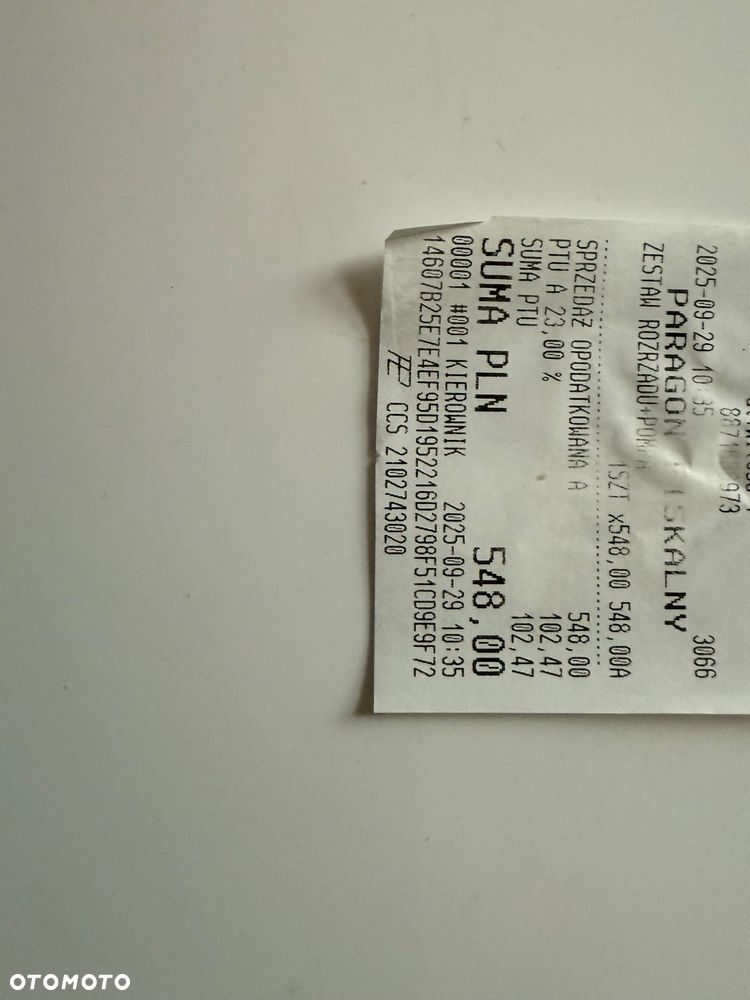 2025-09-29 10:35 3066
PARAGON FISKALNY
ZESTAW ROZRZADU+POMPA
1SZT x548,00 548,00A
SPRZEDAŻ OPODATKOWANA A 548,00
PTU A 23,00 % 102,47
SUMA PTU 102,47
SUMA PLN 548,00
00001 #001 KIEROWNIK 2025-09-29 10:35
14607B25E7E4EF95D1952216D2798F51CD9E9F72
CCS 2102743020
OTOMOTO